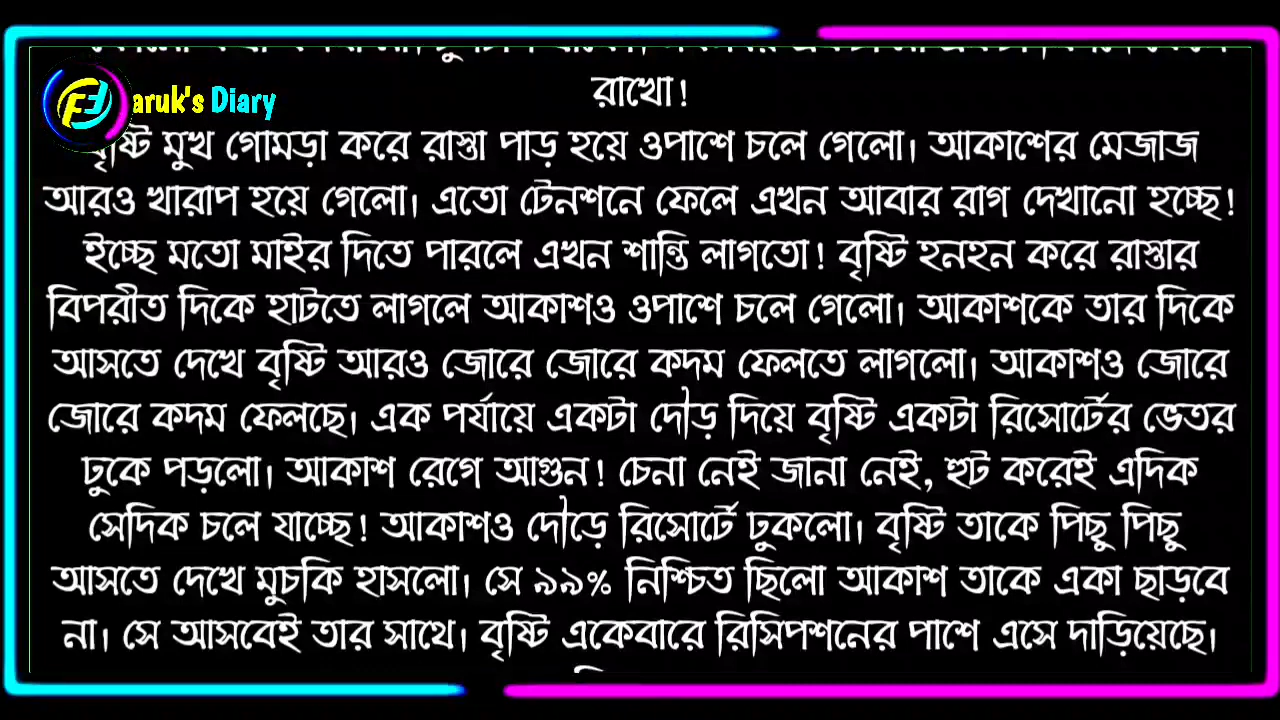 রাখো!
aruk's Diary
বৃষ্টি মুখ গোমড়া করে রাস্তা পাড় হয়ে ওপাশে চলে গেলো। আকাশের মেজাজ
আরও খারাপ হয়ে গেলো। এতো টেনশনে ফেলে এখন আবার রাগ দেখানো হচ্ছে!
ইচ্ছে মতো মাইর দিতে পারলে এখন শান্তি লাগতো! বৃষ্টি হনহন করে রাস্তার
বিপরীত দিকে হাটতে লাগলে আকাশও ওপাশে চলে গেলো। আকাশকে তার দিকে
আসতে দেখে বৃষ্টি আরও জোরে জোরে কদম ফেলতে লাগলো। আকাশও জোরে
জোরে কদম ফেলছে। এক পর্যায়ে একটা দৌড় দিয়ে বৃষ্টি একটা রিসোর্টের ভেতর
ঢুকে পড়লো। আকাশ রেগে আগুন! চেনা নেই জানা নেই, হুট করেই এদিক
সেদিক চলে যাচ্ছে! আকাশও দৌড়ে রিসোর্টে ঢুকলো। বৃষ্টি তাকে পিছু পিছু
আসতে দেখে মুচকি হাসলো। সে ৯৯% নিশ্চিত ছিলো আকাশ তাকে একা ছাড়বে
না। সে আসবেই তার সাথে। বৃষ্টি একেবারে রিসিপশনের পাশে এসে দাড়িয়েছে।